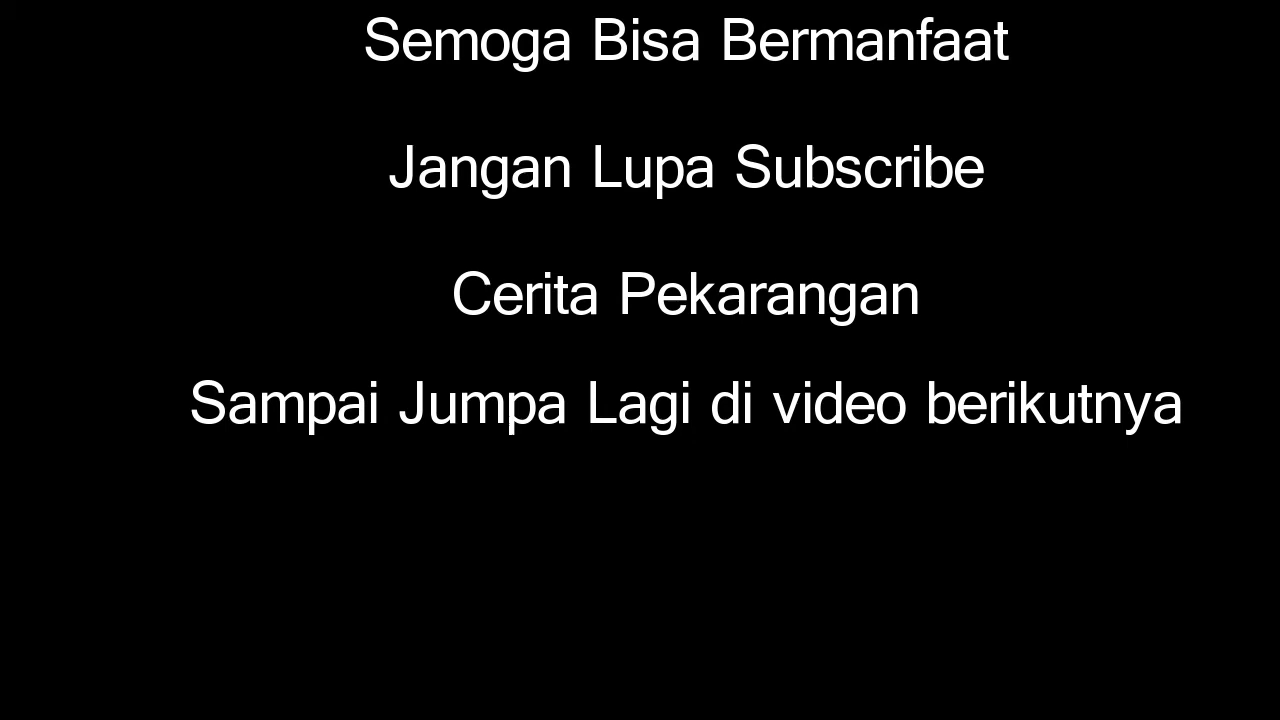 Semoga Bisa Bermanfaat
Jangan Lupa Subscribe
Cerita Pekarangan
Sampai Jumpa Lagi di video berikutnya